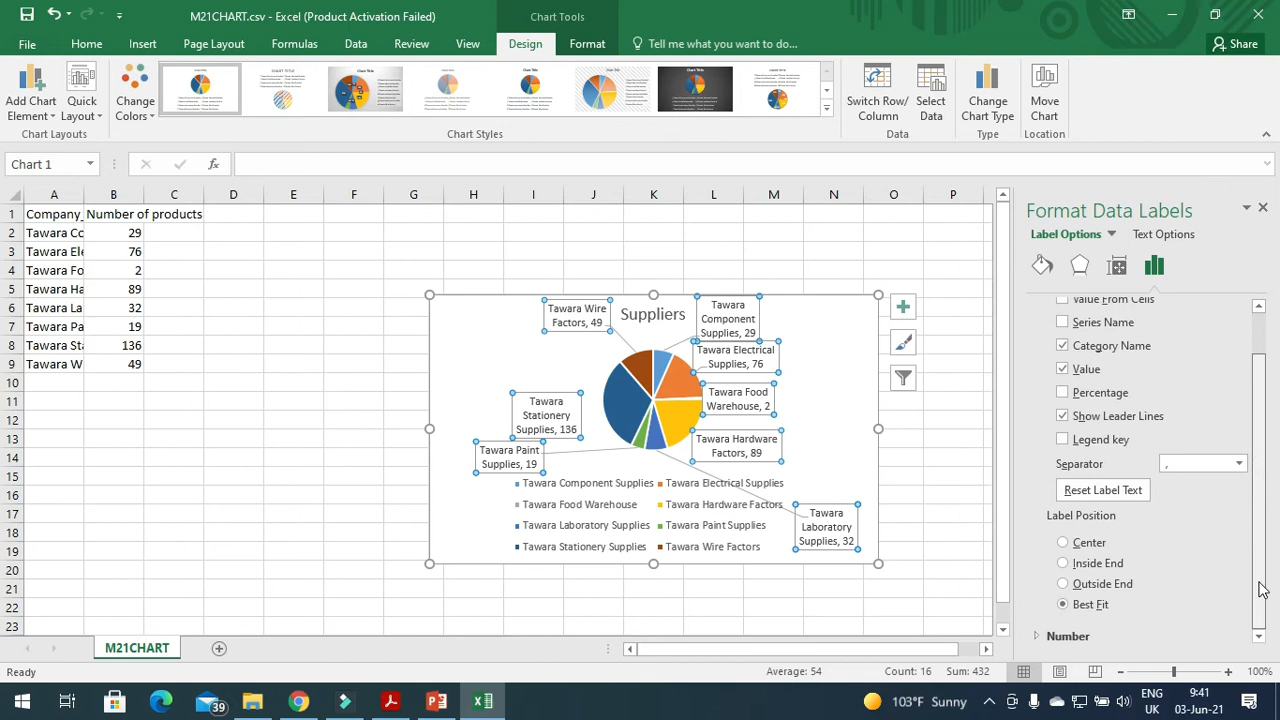 M21CHART.csv - Excel (Product Activation Failed)
Chart Tools
File Home Insert Page Layout Formulas Data Review View Design Format Tell me what you want to do... Share
Add Chart Element
Quick Layout
Change Colors
Switch Row/ Column
Select Data
Change Chart Type
Move Chart
Chart Layouts
Chart Styles
Data
Type
Location
Chart 1
fx
A B C D E F G H I J K L M N O P
1 Company_ Number of products
2 Tawara Co 29
3 Tawara Ele 76
4 Tawara Fo 2
5 Tawara Ha 89
6 Tawara La 32
7 Tawara Pa 19
8 Tawara Sta 136
9 Tawara W 49
10
11
12
13
14
15
16
17
18
19
20
21
22
23
Suppliers
Tawara Wire
Factors, 49
Tawara
Component
Supplies, 29
Tawara Electrical
Supplies, 76
Tawara Food
Warehouse, 2
Tawara Hardware
Factors, 89
Tawara
Laboratory
Supplies, 32
Tawara Paint
Supplies, 19
Tawara
Stationery
Supplies, 136
Tawara Component Supplies Tawara Electrical Supplies
Tawara Food Warehouse Tawara Hardware Factors
Tawara Laboratory Supplies Tawara Paint Supplies
Tawara Stationery Supplies Tawara Wire Factors
Format Data Labels
Label Options Text Options
Value From Cells
Series Name
Category Name
Value
Percentage
Show Leader Lines
Legend key
Separator ,
Reset Label Text
Label Position
Center
Inside End
Outside End
Best Fit
Number
M21CHART
Ready
Average: 54 Count: 16 Sum: 432
100%
39
103°F Sunny
ENG
UK
9:41
03-Jun-21